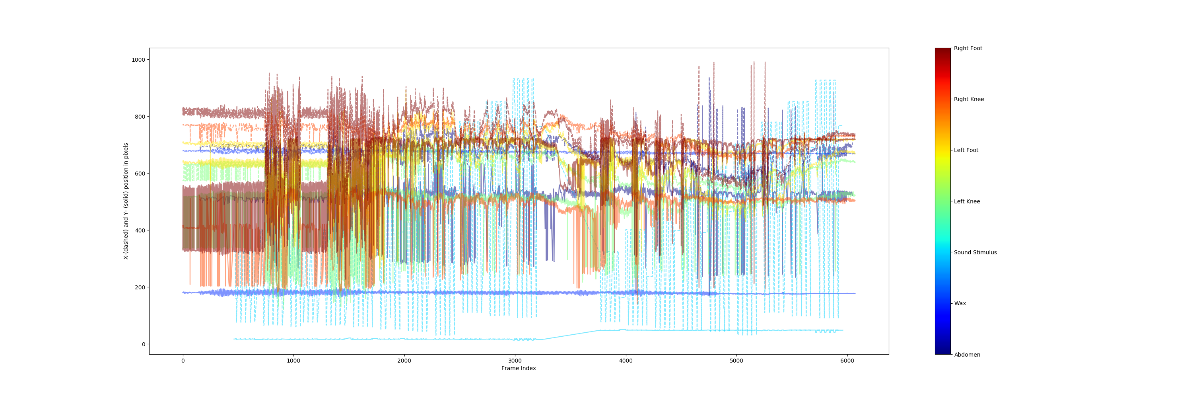 1000
800
600
400
200
0
X (dashed) and Y (solid) position in pixels
0
1000
2000
3000
4000
5000
6000
Frame Index
Right Foot
Right Knee
Left Foot
Left Knee
Sound Stimulus
Wax
Abdomen